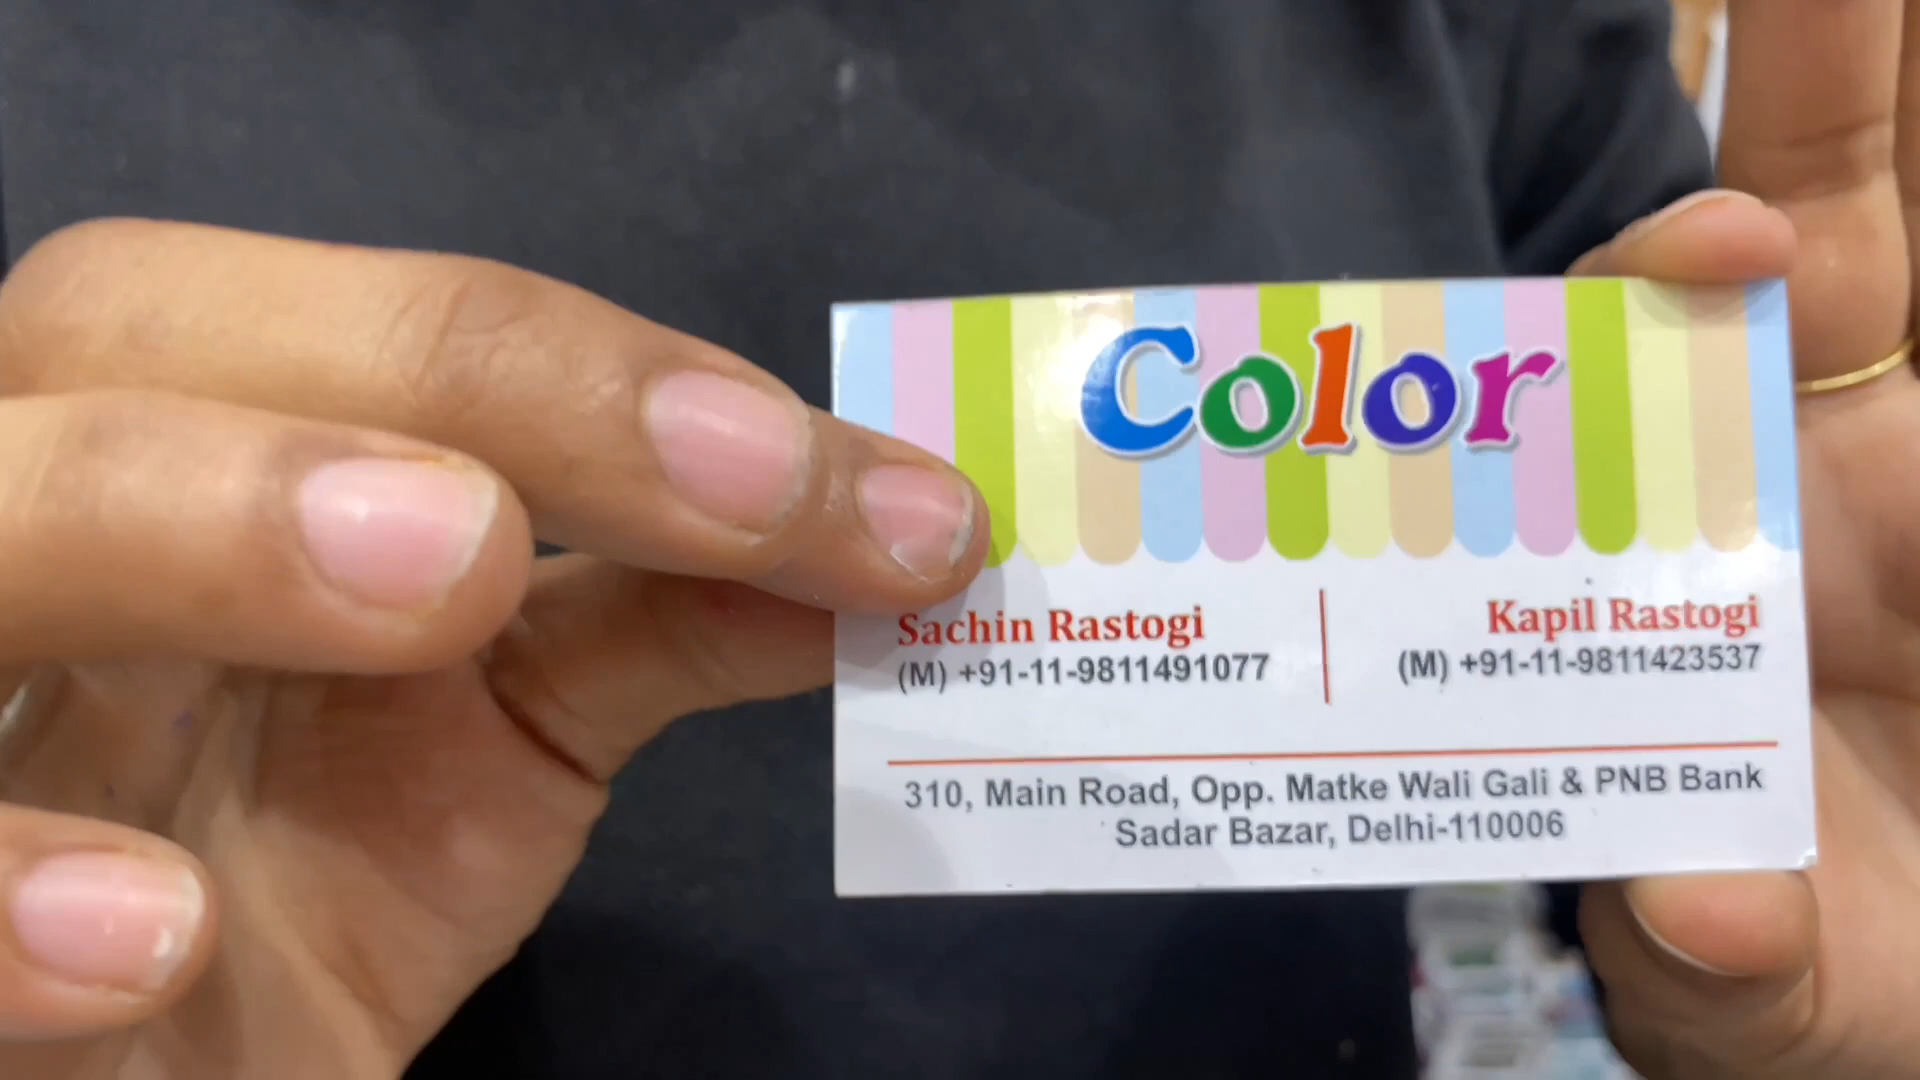 Color
Sachin Rastogi
(M) +91-11-9811491077
Kapil Rastogi
(M) +91-11-9811423537
310, Main Road, Opp. Matke Wali Gali & PNB Bank
Sadar Bazar, Delhi-110006